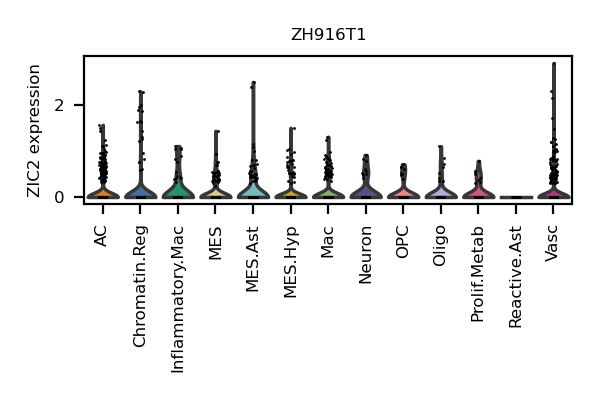 ZH916T1
ZIC2 expression
2
0
AC
Chromatin.Reg
Inflammatory.Mac
MES
MES.Ast
MES.Hyp
Mac
Neuron
OPC
Oligo
Prolif.Metab
Reactive.Ast
Vasc